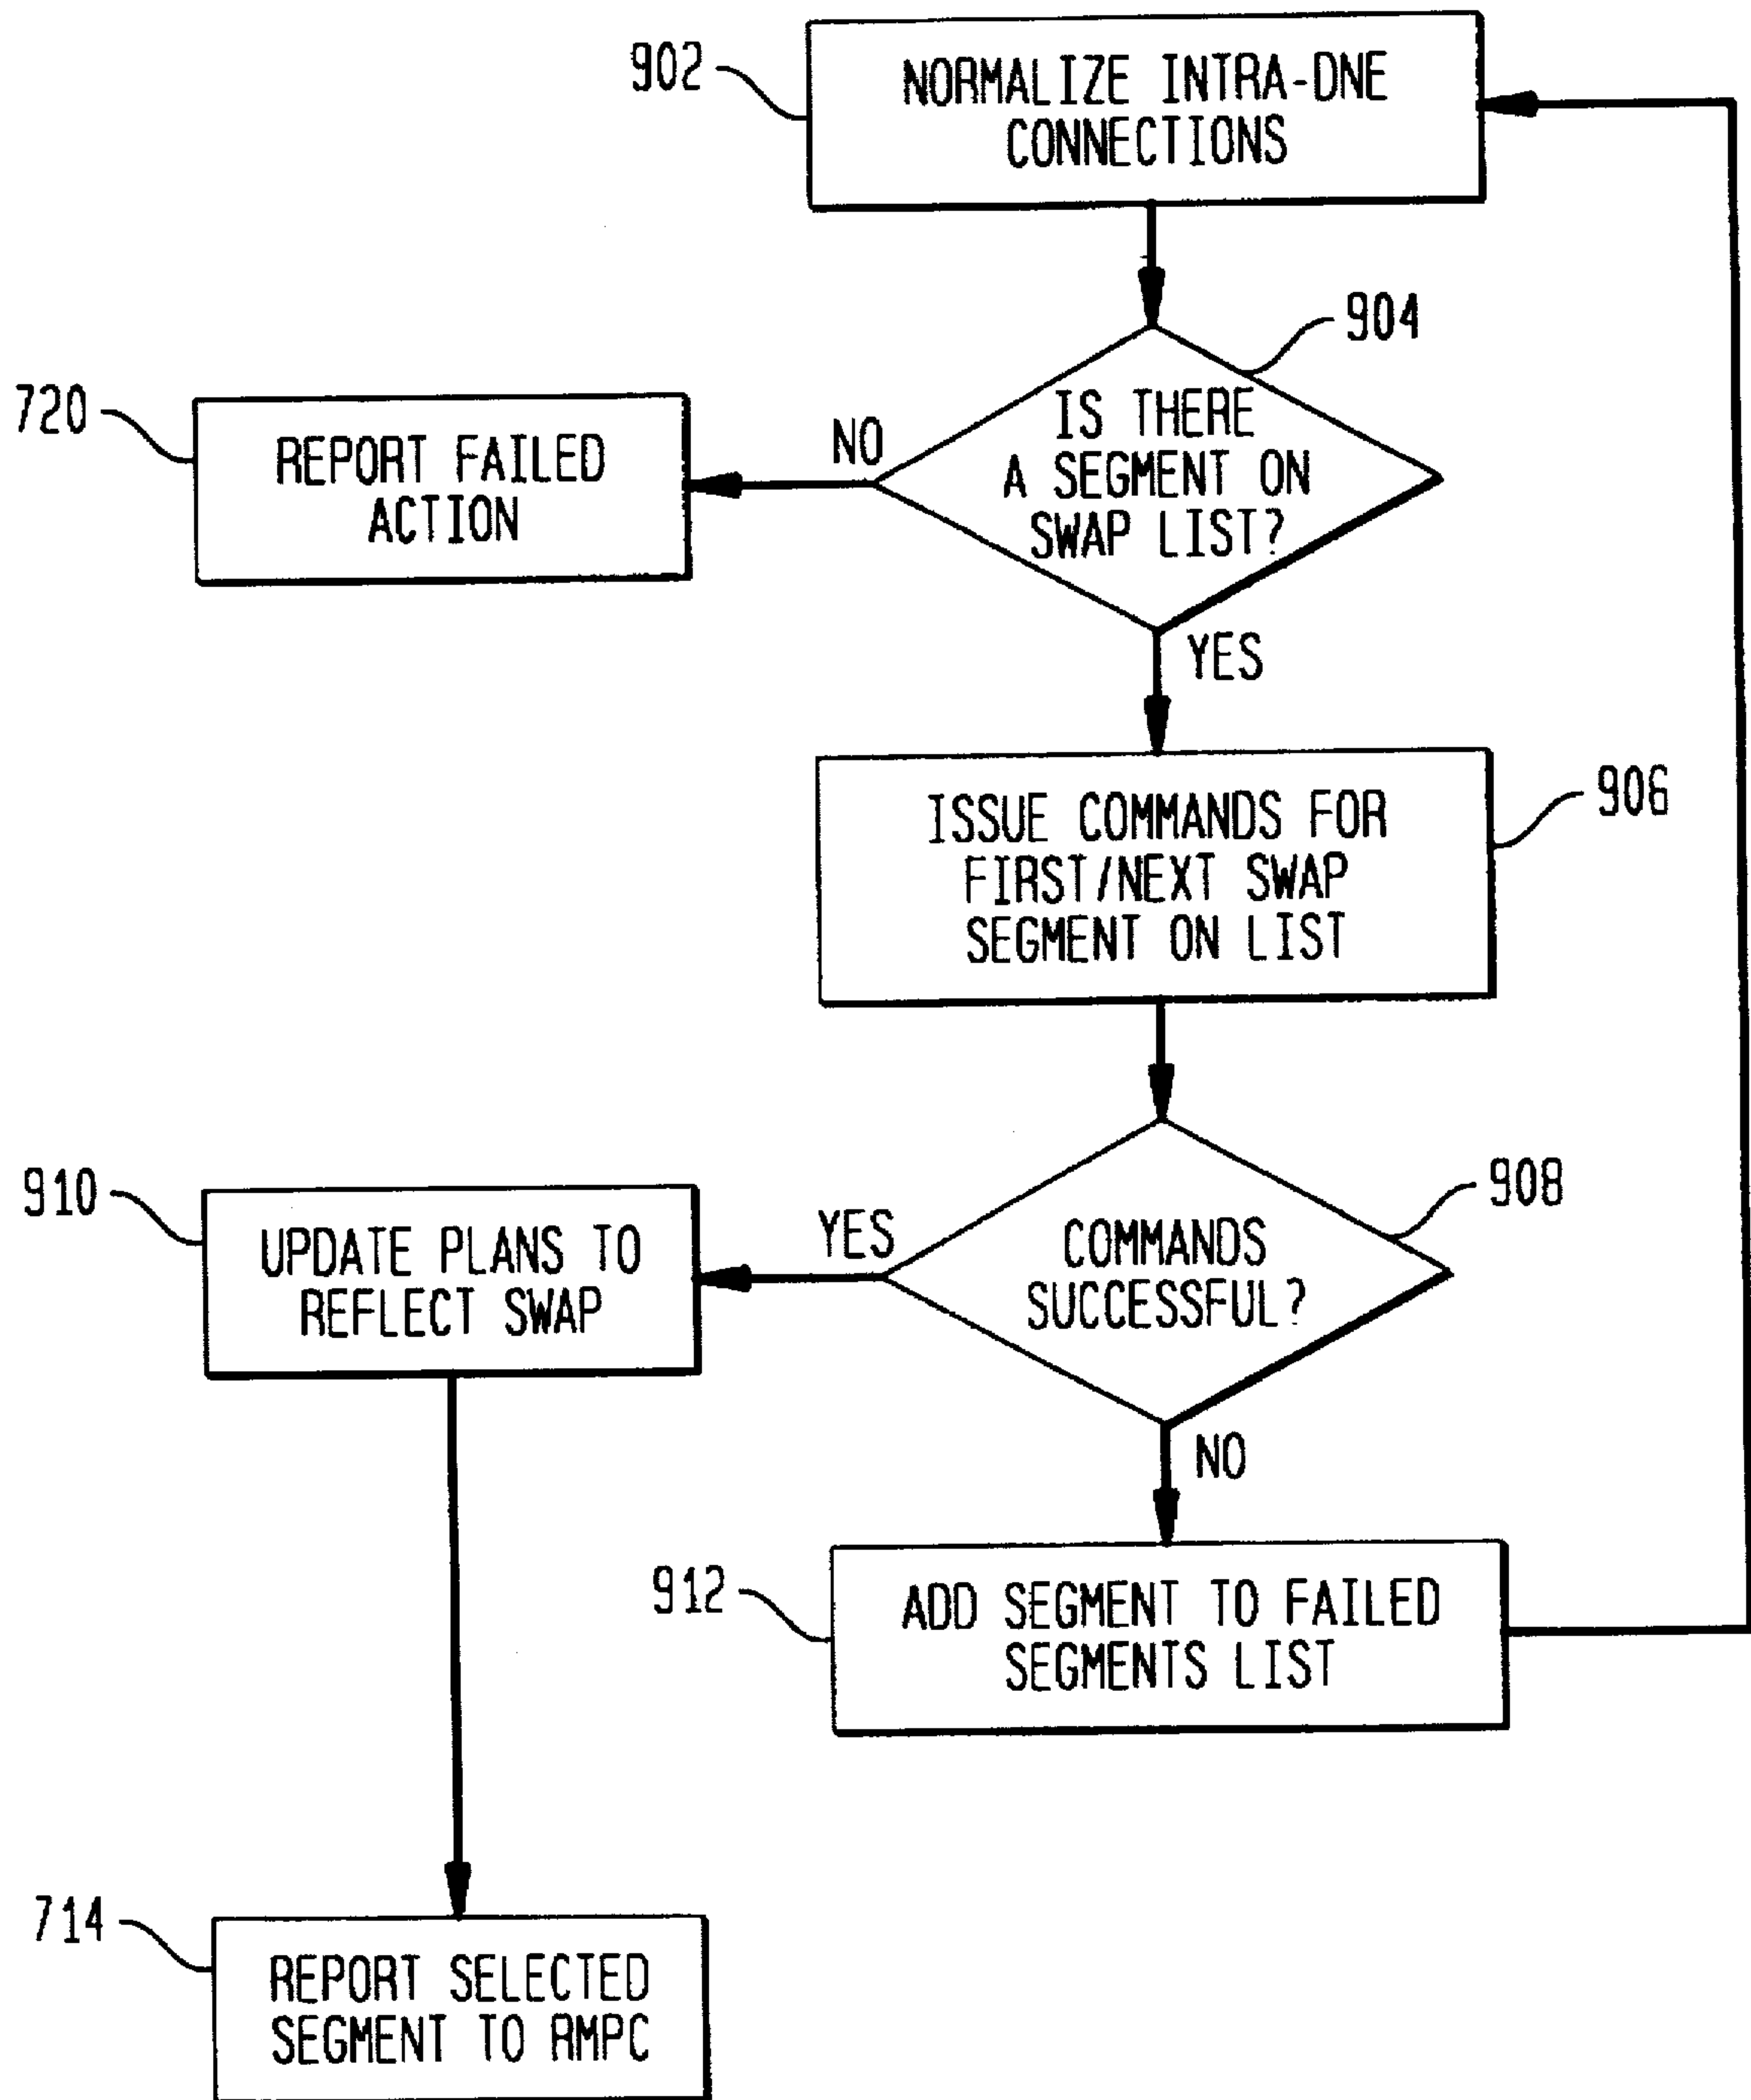 902
NORMALIZE INTRA-DNE
CONNECTIONS
904
IS THERE
A SEGMENT ON
SWAP LIST?
NO
720
REPORT FAILED
ACTION
YES
906
ISSUE COMMANDS FOR
FIRST/NEXT SWAP
SEGMENT ON LIST
908
COMMANDS
SUCCESSFUL?
YES
910
UPDATE PLANS TO
REFLECT SWAP
NO
912
ADD SEGMENT TO FAILED
SEGMENTS LIST
714
REPORT SELECTED
SEGMENT TO RMPC